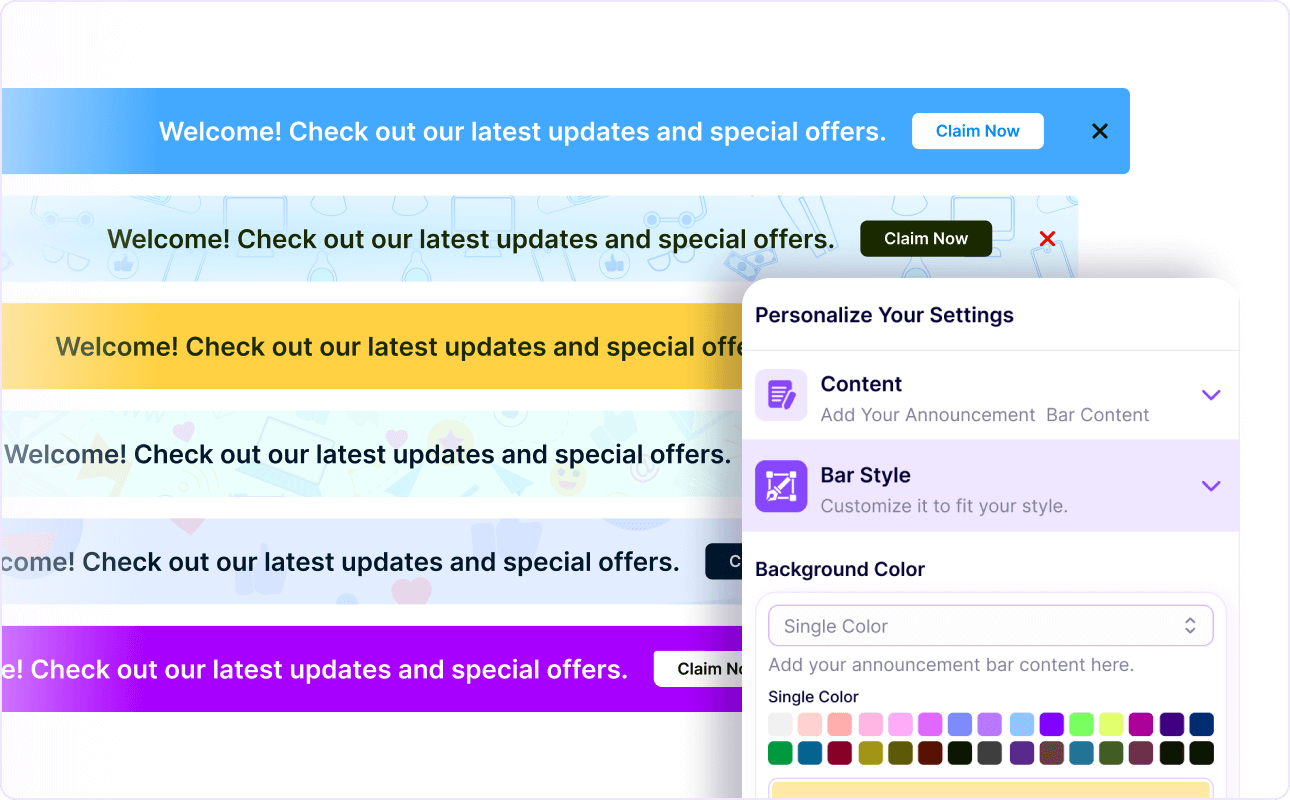 Welcome! Check out our latest updates and special offers. Claim Now
Welcome! Check out our latest updates and special offers. Claim Now
Welcome! Check out our latest updates and special
Welcome! Check out our latest updates and special offers.
Check out our latest updates and special offers.
Check out our latest updates and special offers. Claim
Personalize Your Settings
Content
Add Your Announcement Bar Content
Bar Style
Customize it to fit your style.
Background Color
Single Color
Add your announcement bar content here.
Single Color